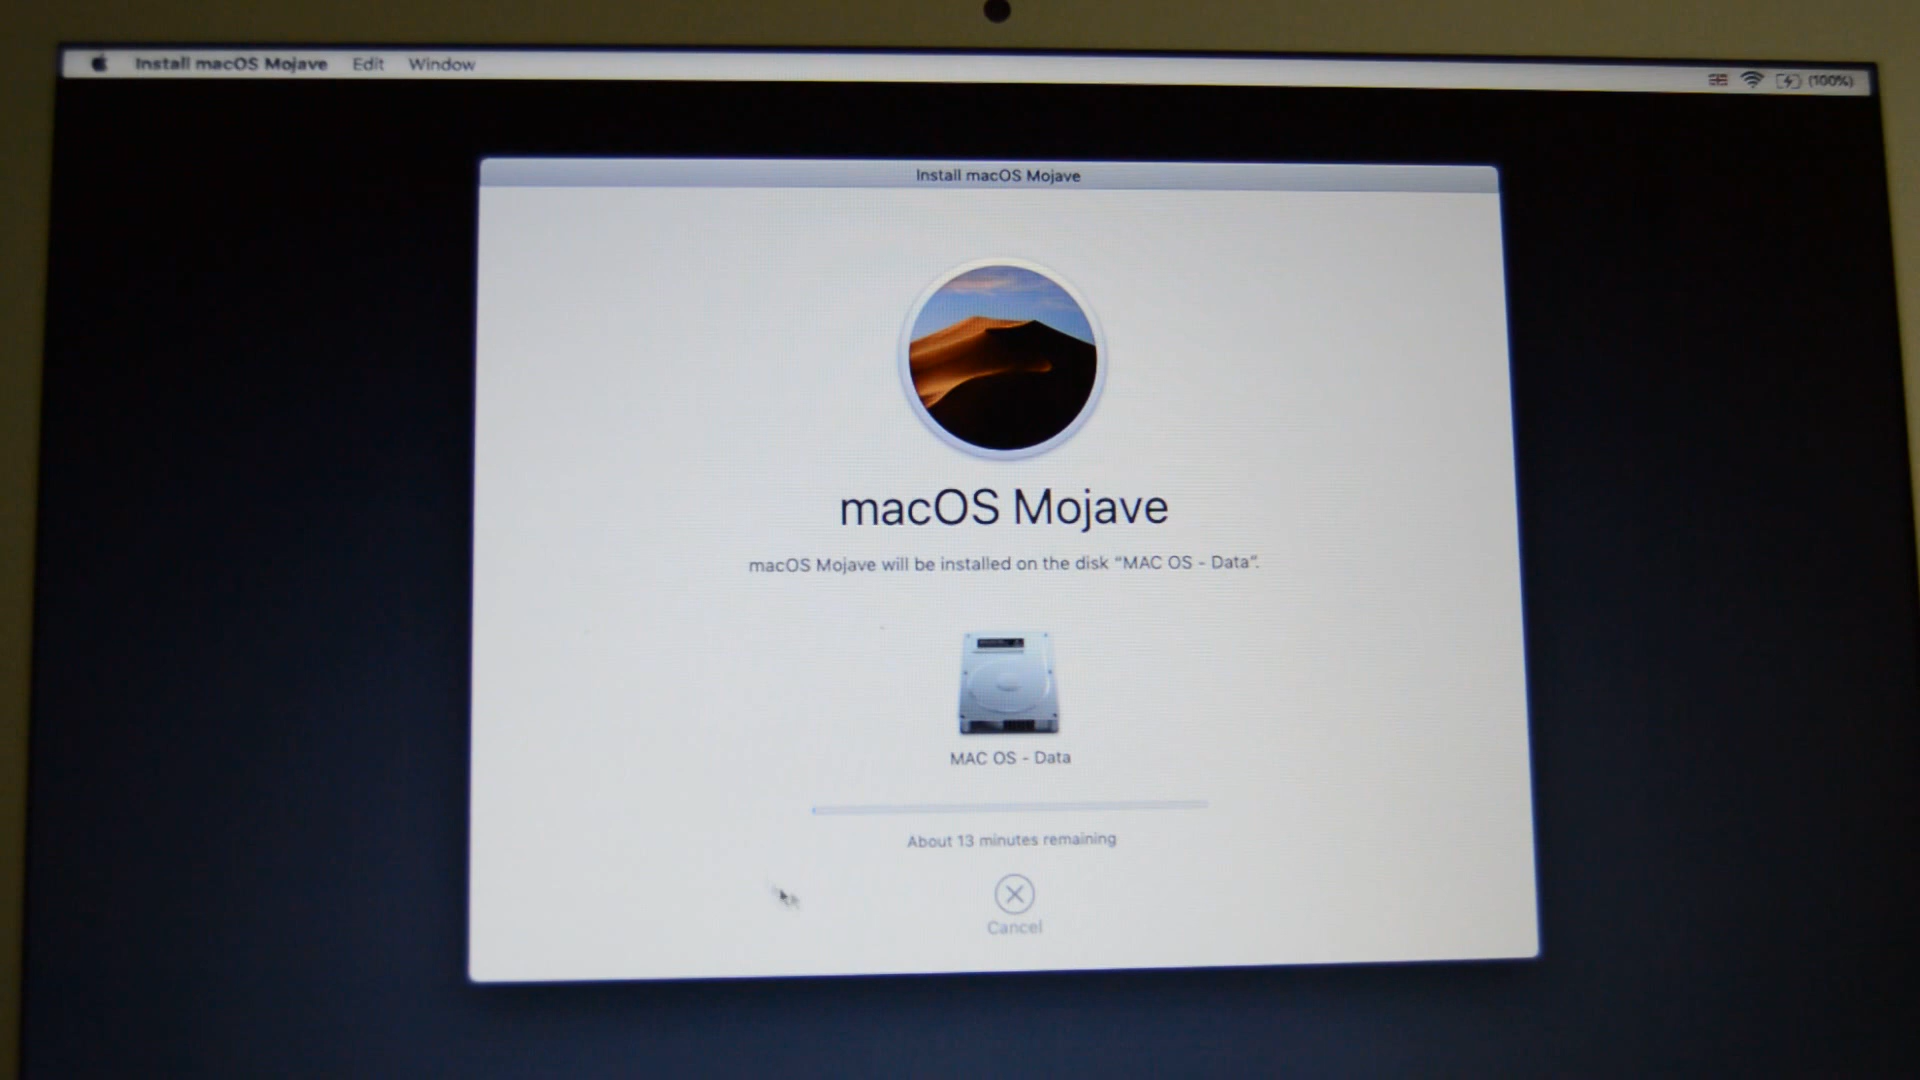 Install macOS Mojave Edit Window (100%)
Install macOS Mojave
macOS Mojave
macOS Mojave will be installed on the disk “MAC OS - Data”.
MAC OS - Data
About 13 minutes remaining
Cancel